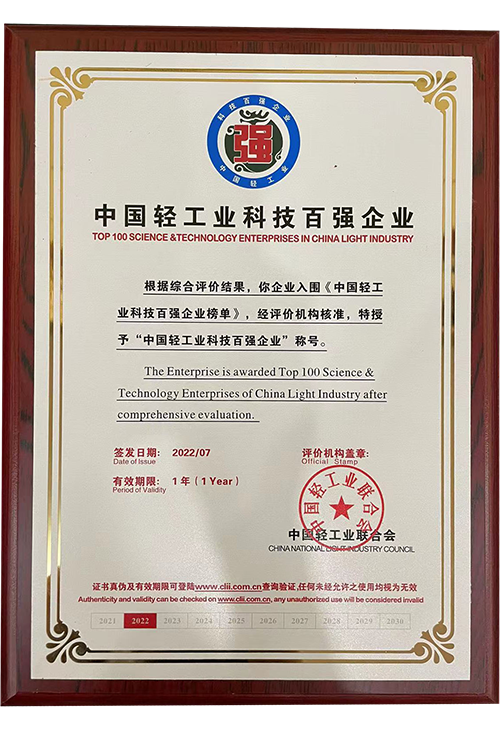 科技百强企业
强
中国轻工业
中国轻工业科技百强企业
TOP 100 SCIENCE &TECHNOLOGY ENTERPRISES IN CHINA LIGHT INDUSTRY
根据综合评价结果，你企业入围《中国轻工
业科技百强企业榜单》，经评价机构核准，特授
予“中国轻工业科技百强企业”称号。
The Enterprise is awarded Top 100 Science &
Technology Enterprises of China Light Industry after
comprehensive evaluation.
签发日期: 2022/07
Date of Issue
有效期限: 1年（1 Year）
Period of Validity
评价机构盖章:
Official Stamp
中国轻工业联合会
中国轻工业联合会
CHINA NATIONAL LIGHT INDUSTRY COUNCIL
证书真伪及有效期限可登陆www.clii.com.cn查询验证,任何未经允许之使用均视为无效
Authenticity and validity can be checked on www.clii.com.cn, any unauthorized use will be considered invalid
2021 2022 2023 2024 2025 2026 2027 2028 2029 2030